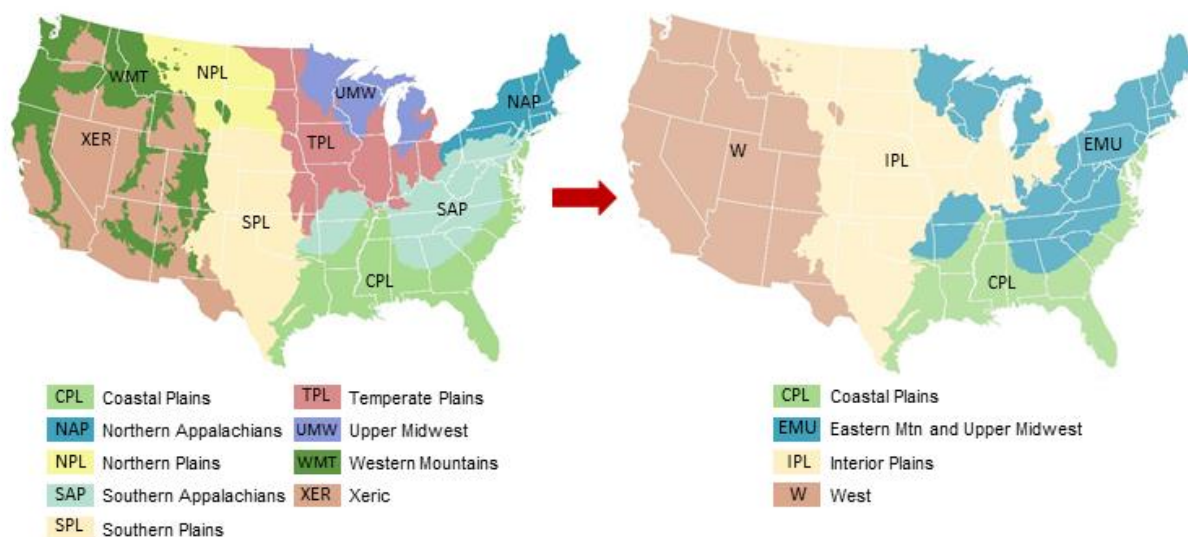 WMT
NPL
UMW
NAP
XER
TPL
SPL
SAP
CPL
W
IPL
EMU
CPL
CPL Coastal Plains
NAP Northern Appalachians
NPL Northern Plains
SAP Southern Appalachians
SPL Southern Plains
TPL Temperate Plains
UMW Upper Midwest
WMT Western Mountains
XER Xeric
CPL Coastal Plains
EMU Eastern Mtn and Upper Midwest
IPL Interior Plains
W West